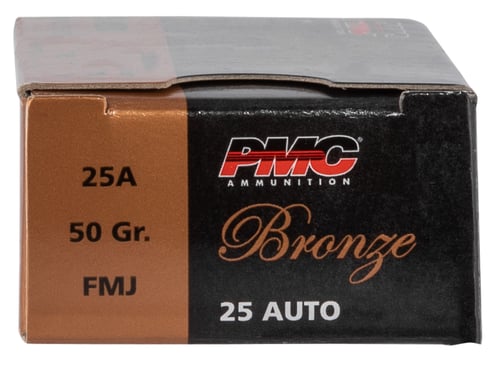 25A
50 Gr.
FMJ
PMC
AMMUNITION
Bronze
25 AUTO